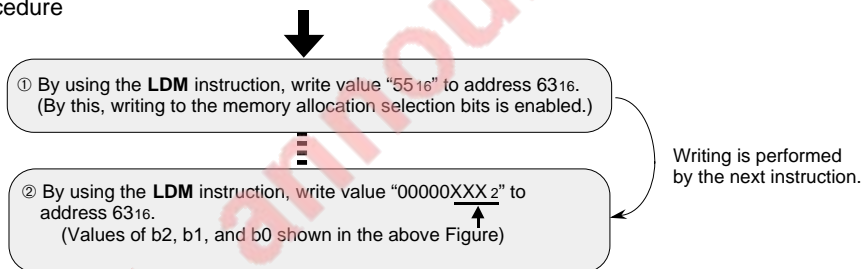 cedure
① By using the LDM instruction, write value “5516” to address 6316.
(By this, writing to the memory allocation selection bits is enabled.)
Writing is performed
by the next instruction.
② By using the LDM instruction, write value “00000XXX2” to
address 6316.
(Values of b2, b1, and b0 shown in the above Figure)
annou